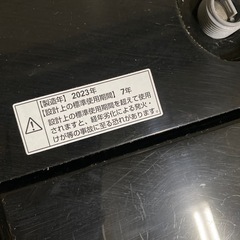 【製造年】2023年
【設計上の標準使用期間】7年
設計上の標準使用期間を超えて使用
されますと、経年劣化による発火・
けが等の事故に至る恐れがあります。